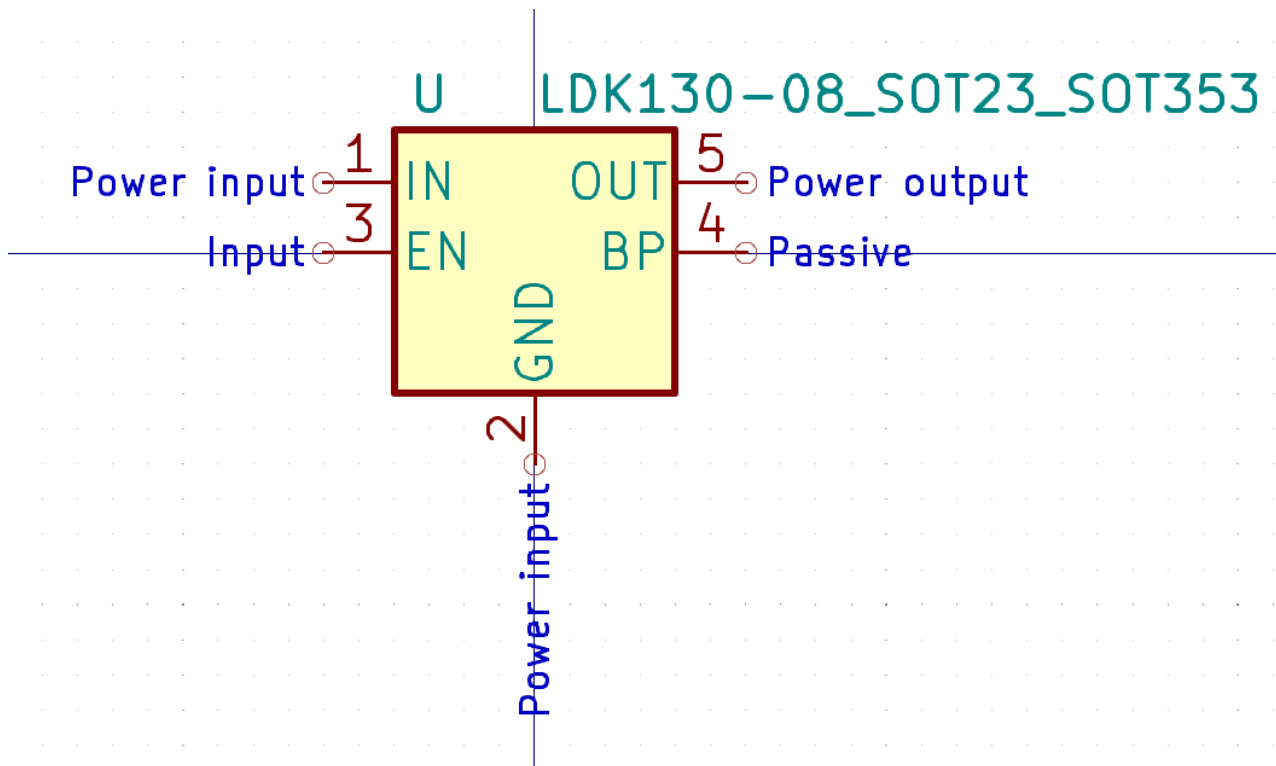 U LDK130-08_SOT23_SOT353
Power input 1 IN OUT 5 Power output
Input 3 EN BP 4 Passive
GND
2
Power input